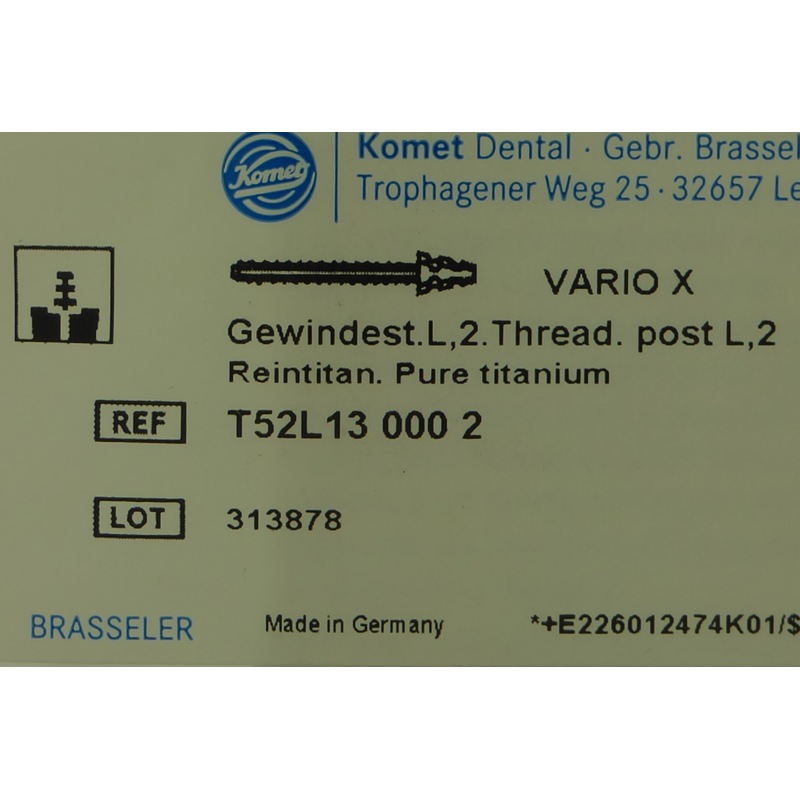 Komet
Komet Dental · Gebr. Brassel
Trophagener Weg 25 · 32657 Le
VARIO X
Gewindest.L,2.Thread. post L,2
Reintitan. Pure titanium
REF T52L13 000 2
LOT 313878
BRASSELER Made in Germany *+E226012474K01/$